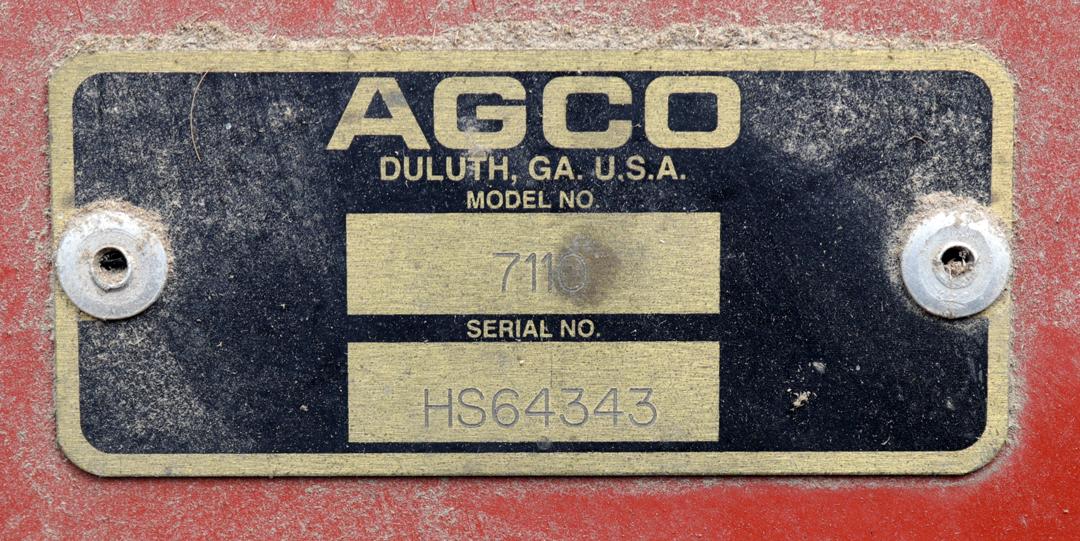 AGCO
DULUTH, GA. U.S.A.
MODEL NO.
7110
SERIAL NO.
HS64343